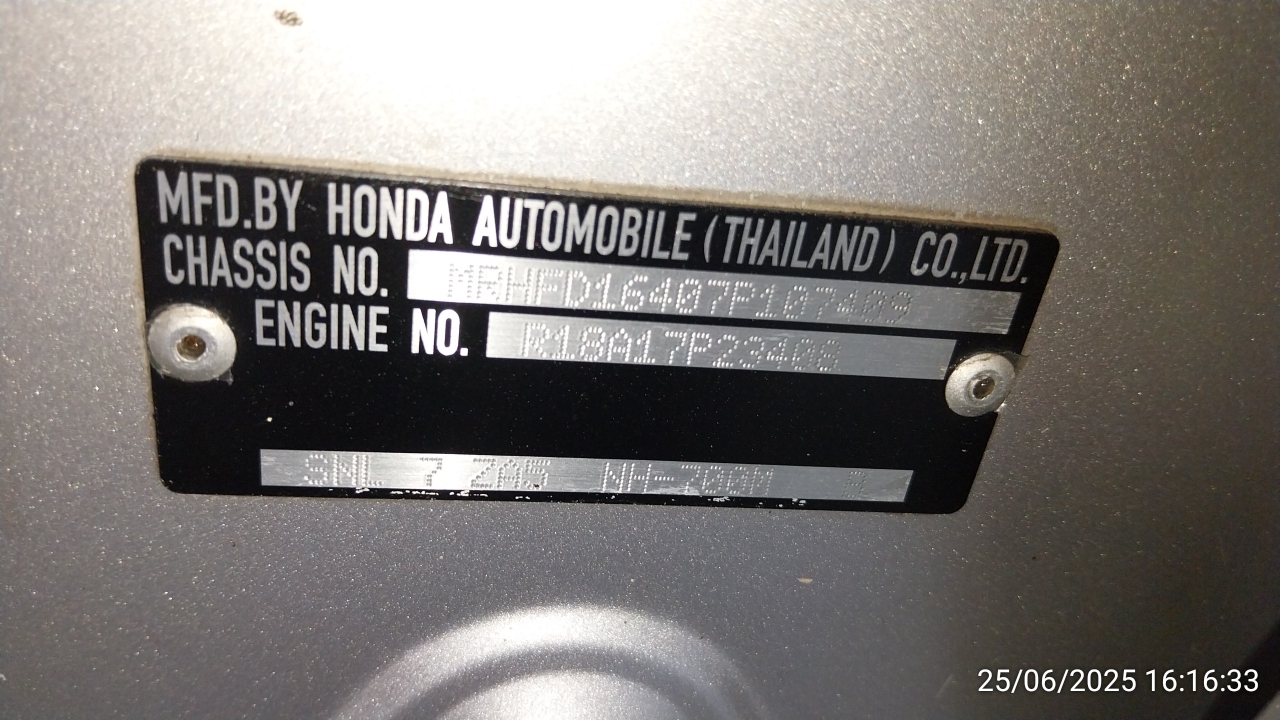 MFD.BY HONDA AUTOMOBILE (THAILAND) CO.,LTD.
CHASSIS NO. MRHFD16407P107409
ENGINE NO. R18A17P23408
SNL 7 ZA5 NH-700M
25/06/2025 16:16:33